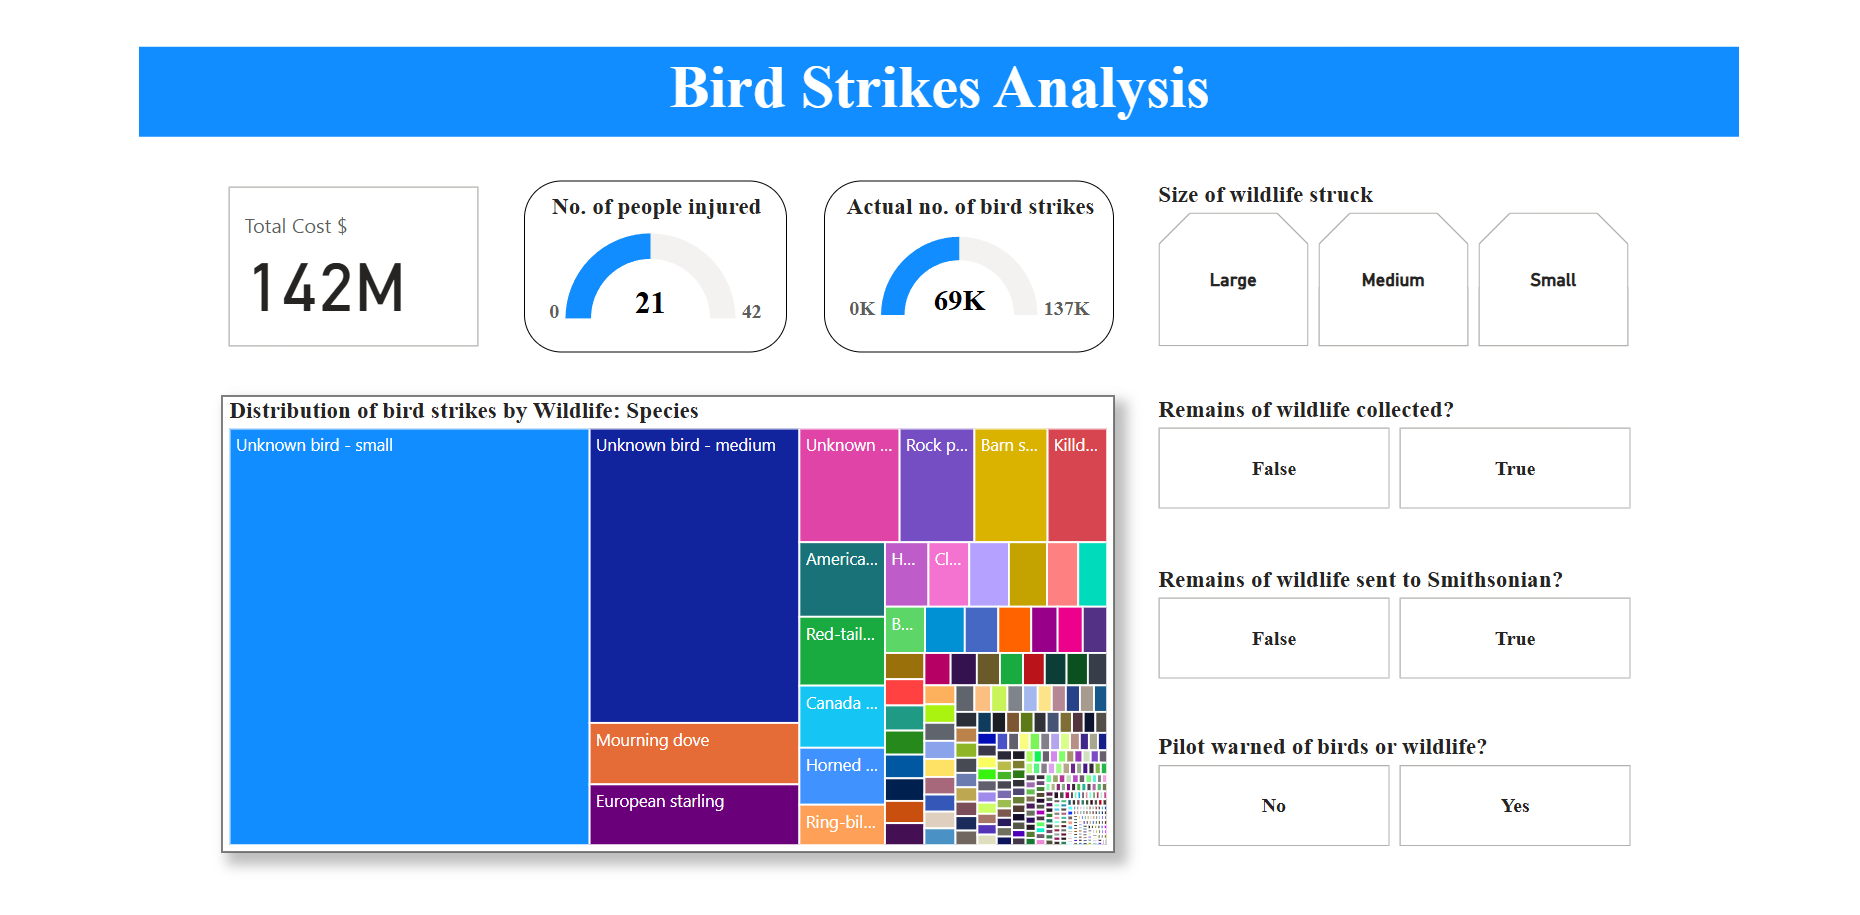 Bird Strikes Analysis
Total Cost $
142M
No. of people injured
0
21
42
Actual no. of bird strikes
0K
69K
137K
Size of wildlife struck
Large
Medium
Small
Distribution of bird strikes by Wildlife: Species
Unknown bird - small
Unknown bird - medium
Unknown ...
Rock p...
Barn s...
Killd...
America...
H...
Cl...
Red-tail...
B...
Canada ...
Mourning dove
Horned ...
European starling
Ring-bil...
Remains of wildlife collected?
False
True
Remains of wildlife sent to Smithsonian?
False
True
Pilot warned of birds or wildlife?
No
Yes